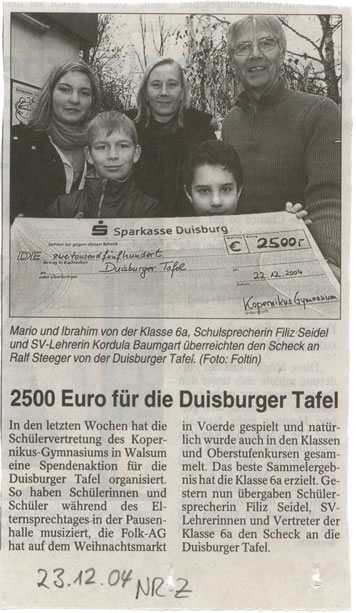 Sparkasse Duisburg
zweitausendfünfhundert
€ 2500,-
Duisburger Tafel
22.12.2004
Kopernikus Gymnasium
Mario und Ibrahim von der Klasse 6a, Schulsprecherin Filiz Seidel
und SV-Lehrerin Kordula Baumgart überreichten den Scheck an
Ralf Steeger von der Duisburger Tafel. (Foto: Foltin)
2500 Euro für die Duisburger Tafel
In den letzten Wochen hat die
Schülervertretung des Koper-
nikus-Gymnasiums in Walsum
eine Spendenaktion für die
Duisburger Tafel organisiert.
So haben Schülerinnen und
Schüler während des El-
ternsprechtages in der Pausen-
halle musiziert, die Folk-AG
hat auf dem Weihnachtsmarkt
in Voerde gespielt und natür-
lich wurde auch in den Klassen
und Oberstufenkursen gesam-
melt. Das beste Sammelergeb-
nis hat die Klasse 6a erzielt. Ge-
stern nun übergaben Schüler-
sprecherin Filiz Seidel, SV-
Lehrerinnen und Vertreter der
Klasse 6a den Scheck an die
Duisburger Tafel.
23.12.04 NRZ